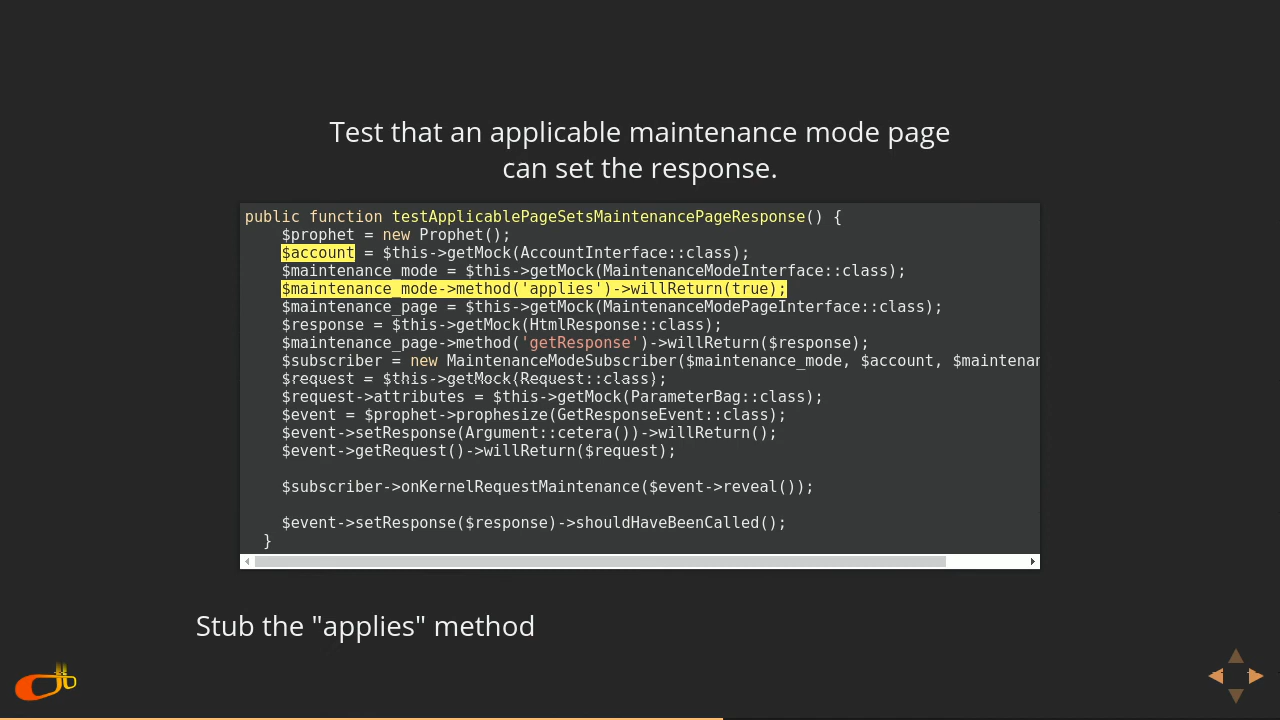 Test that an applicable maintenance mode page
can set the response.
public function testApplicablePageSetsMaintenancePageResponse() {
    $prophet = new Prophet();
    $account = $this->getMock(AccountInterface::class);
    $maintenance_mode = $this->getMock(MaintenanceModeInterface::class);
    $maintenance_mode->method('applies')->willReturn(true);
    $maintenance_page = $this->getMock(MaintenanceModePageInterface::class);
    $response = $this->getMock(HtmlResponse::class);
    $maintenance_page->method('getResponse')->willReturn($response);
    $subscriber = new MaintenanceModeSubscriber($maintenance_mode, $account, $maintenan
    $request = $this->getMock(Request::class);
    $request->attributes = $this->getMock(ParameterBag::class);
    $event = $prophet->prophesize(GetResponseEvent::class);
    $event->setResponse(Argument::cetera())->willReturn();
    $event->getRequest()->willReturn($request);
    $subscriber->onKernelRequestMaintenance($event->reveal());
    $event->setResponse($response)->shouldHaveBeenCalled();
  }
Stub the "applies" method